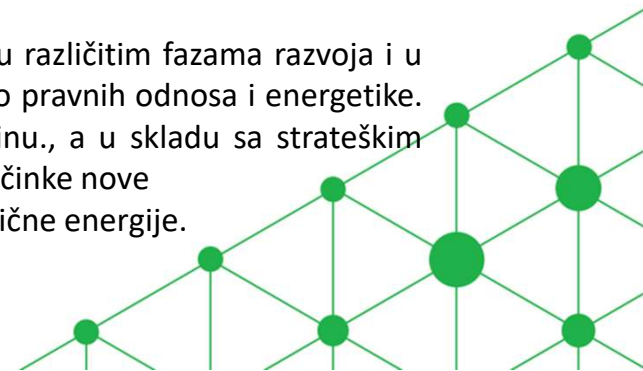 u različitim fazama razvoja i u
o pravnih odnosa i energetike.
inu., a u skladu sa strateškim
činke nove
ične energije.